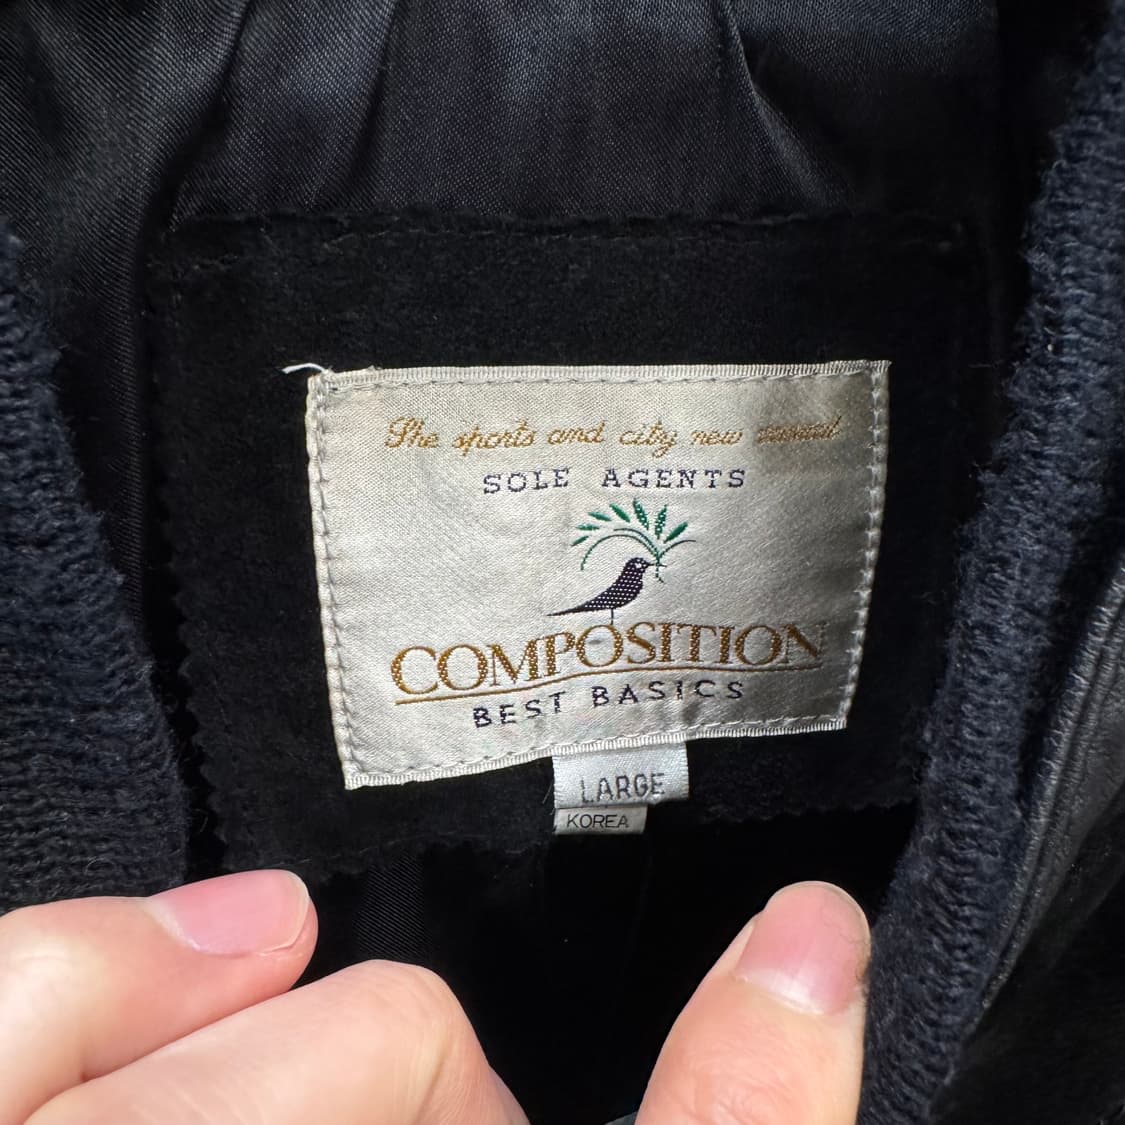 The sports and city new casual
SOLE AGENTS
COMPOSITION
BEST BASICS
LARGE
KOREA